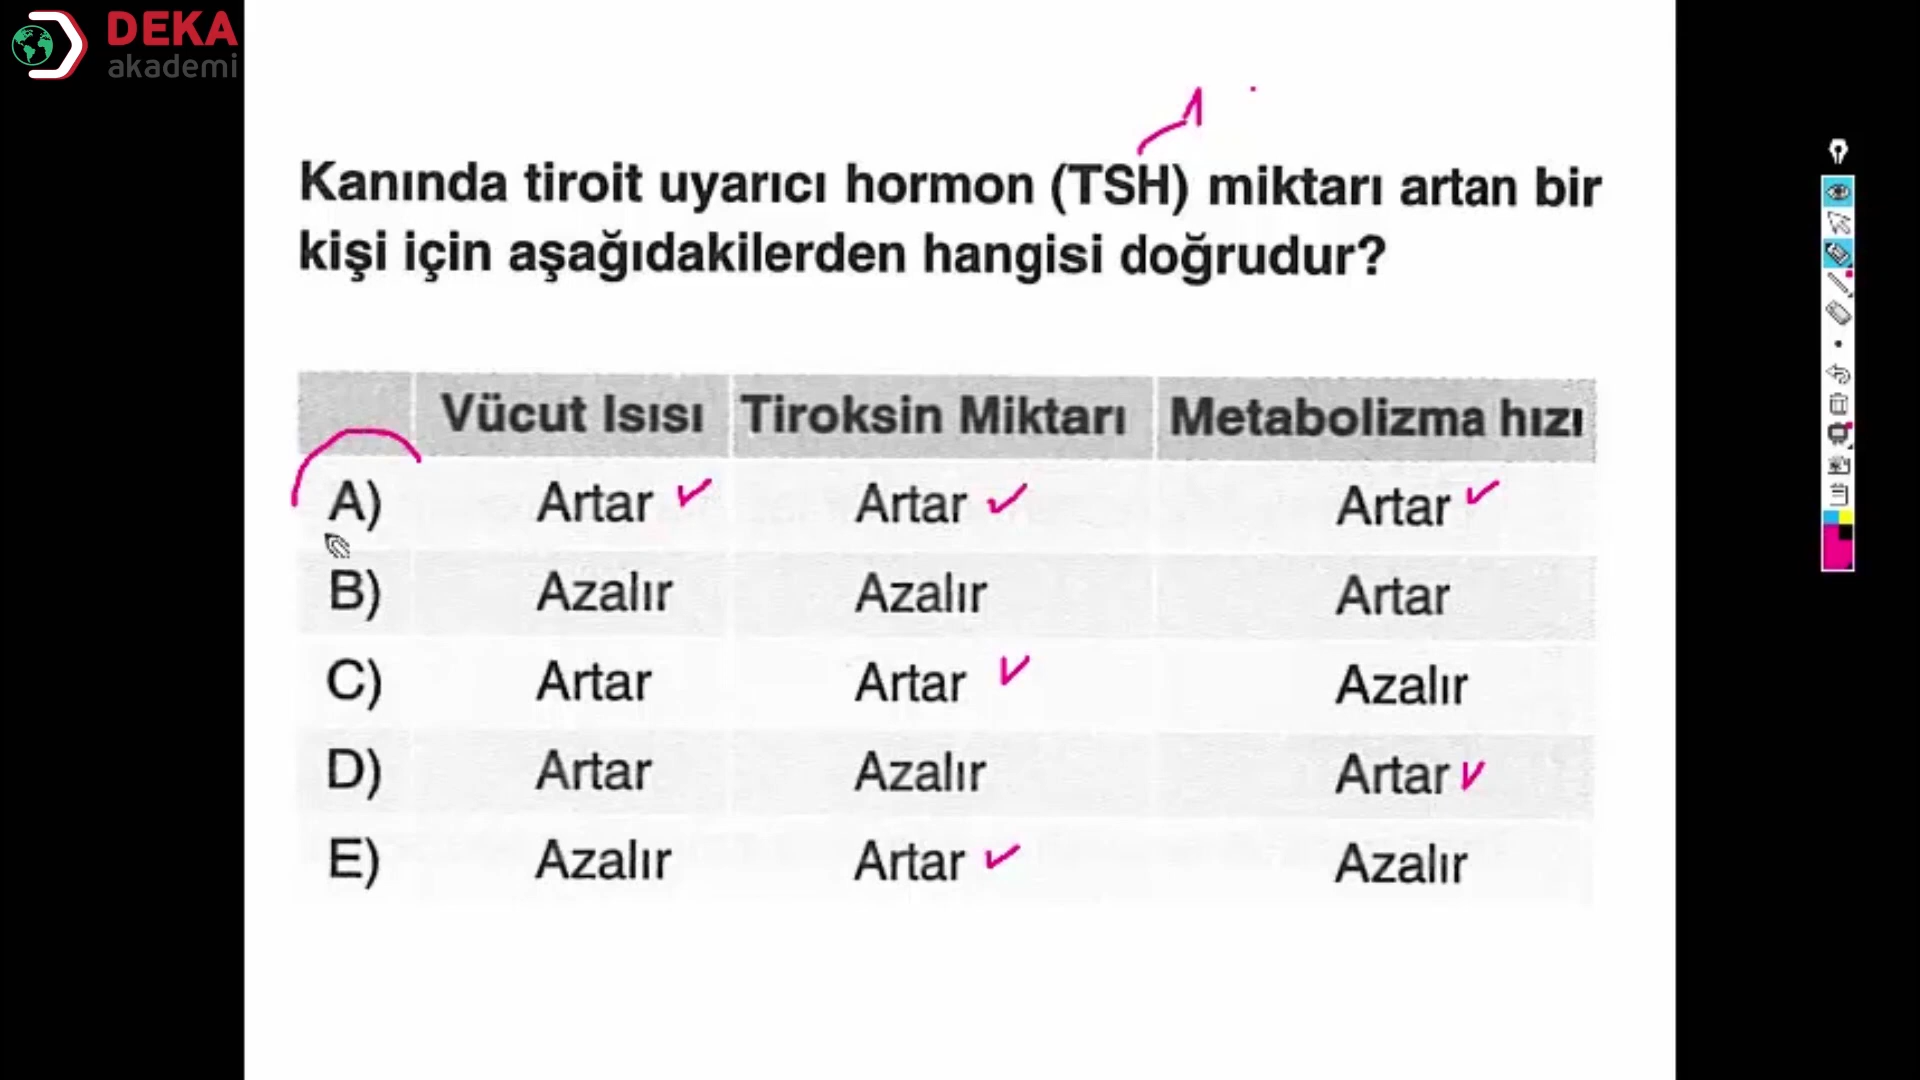 DEKA
akademi
Kanında tiroit uyarıcı hormon (TSH) miktarı artan bir
kişi için aşağıdakilerden hangisi doğrudur?
Vücut Isısı Tiroksin Miktarı Metabolizma hızı
A) Artar Artar Artar
B) Azalır Azalır Artar
C) Artar Artar Azalır
D) Artar Azalır Artar
E) Azalır Artar Azalır